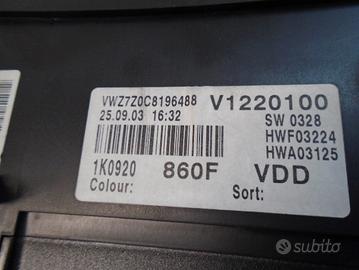 VWZ7Z0C8196488 V1220100
25.09.03 16:32 SW 0328
HWF03224
HWA03125
1K0920 860F VDD
Colour: Sort:
subito